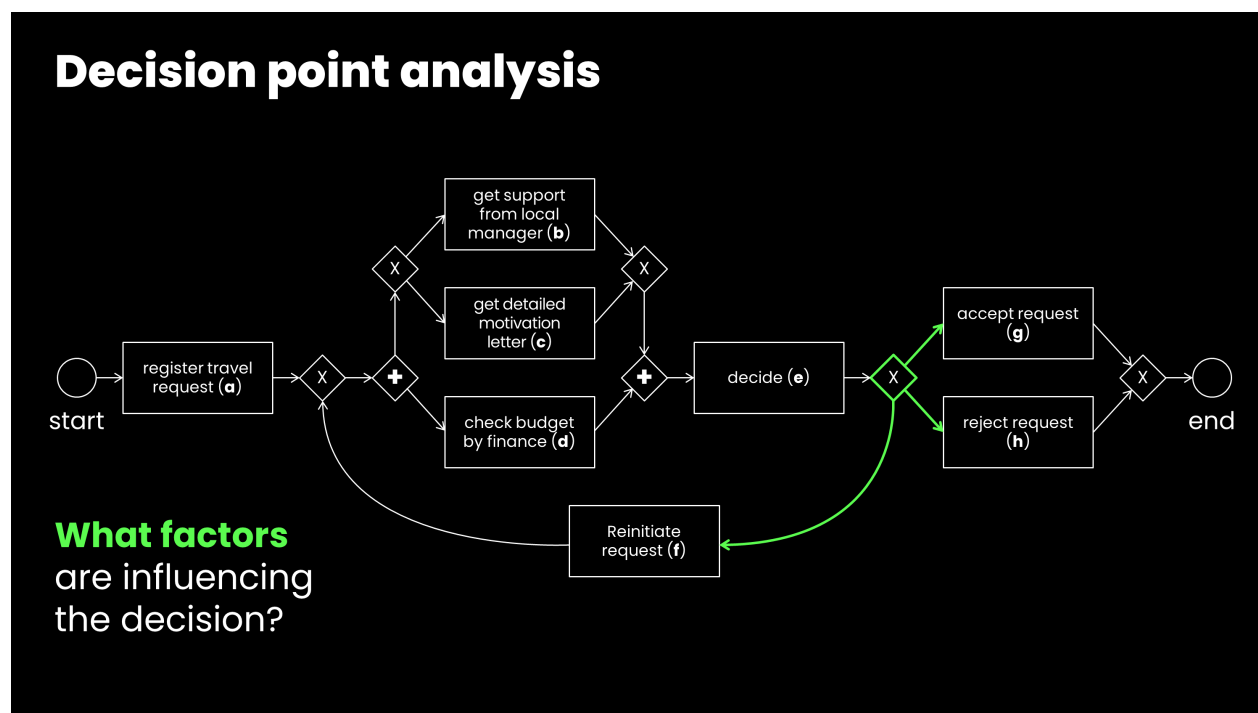 Decision point analysis
get support
from local
manager (b)
X
X
get detailed
motivation
letter (c)
accept request
(g)
register travel
request (a)
X
+
+
decide (e)
X
X
start
end
check budget
by finance (d)
reject request
(h)
What factors
are influencing
the decision?
Reinitiate
request (f)